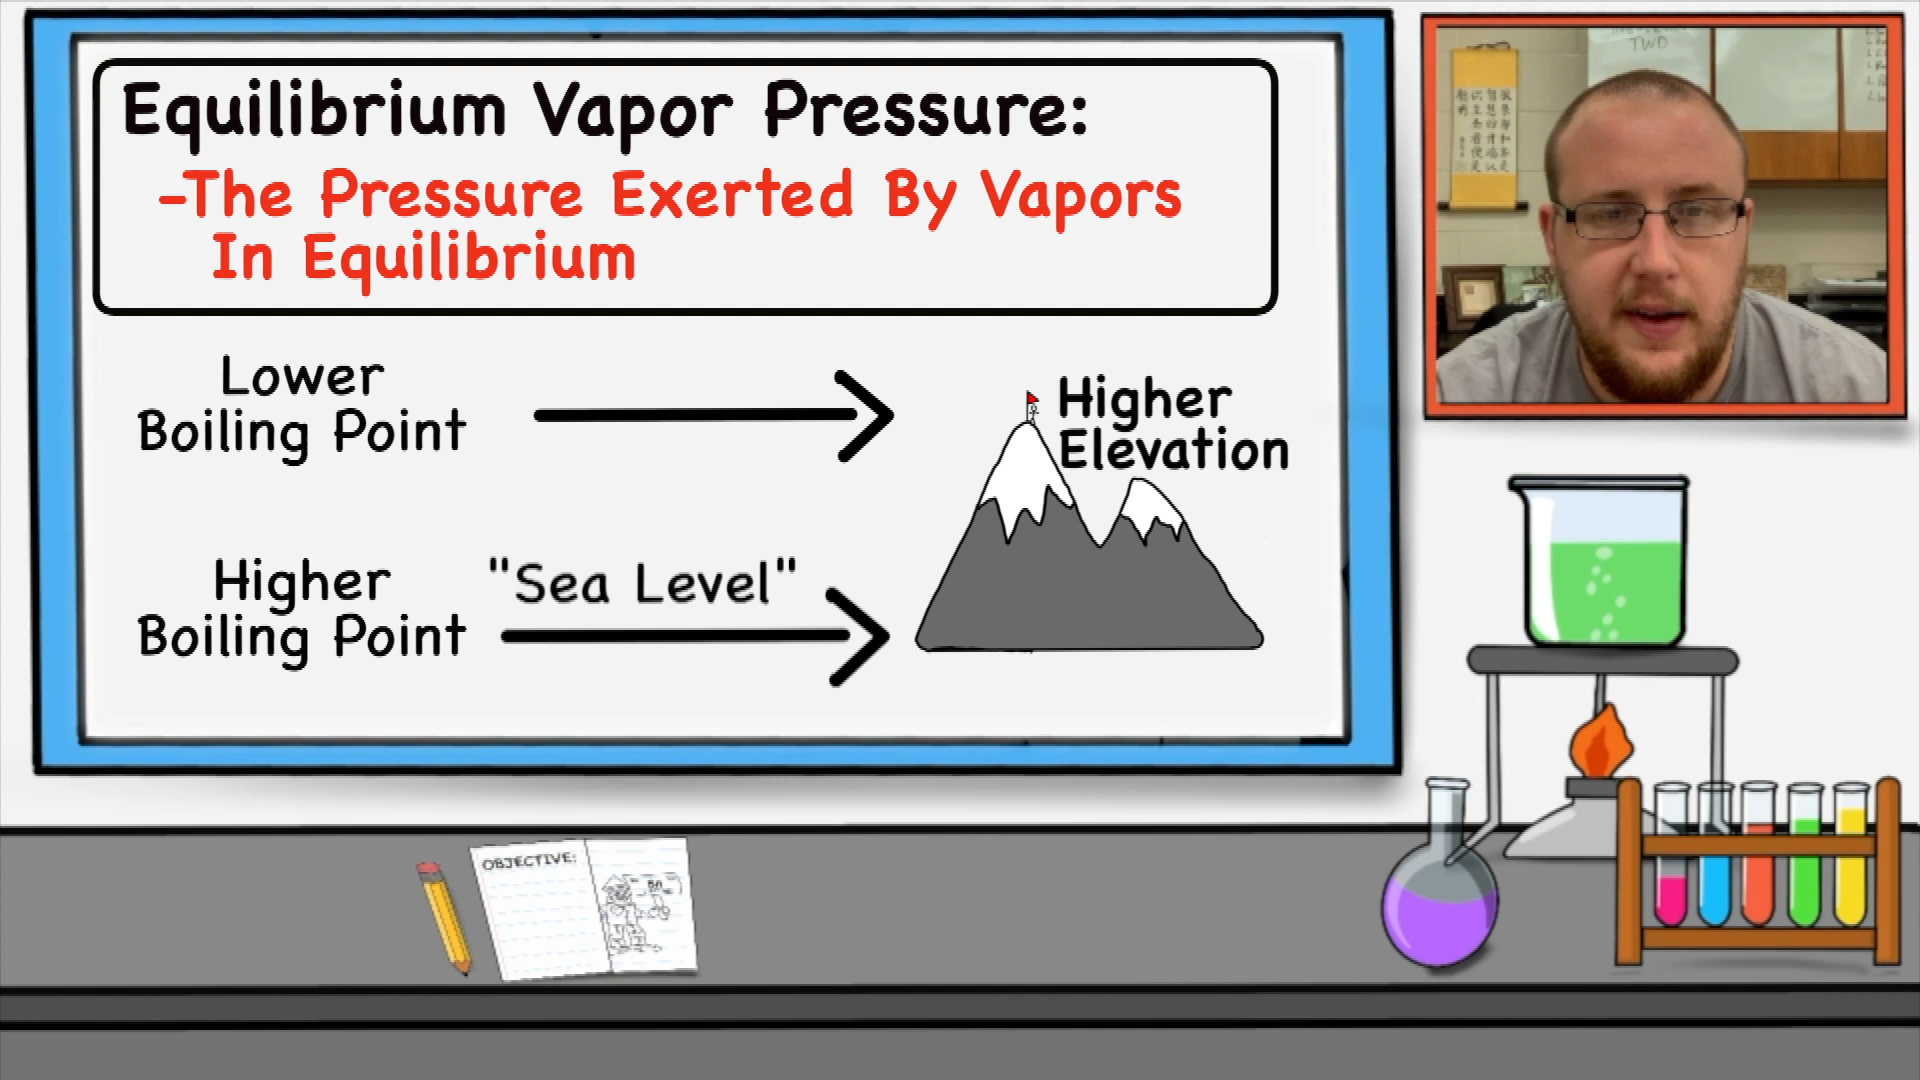 Equilibrium Vapor Pressure:
-The Pressure Exerted By Vapors
In Equilibrium
Lower
Boiling Point
Higher
Elevation
Higher
Boiling Point
"Sea Level"
TWO
OBJECTIVE: